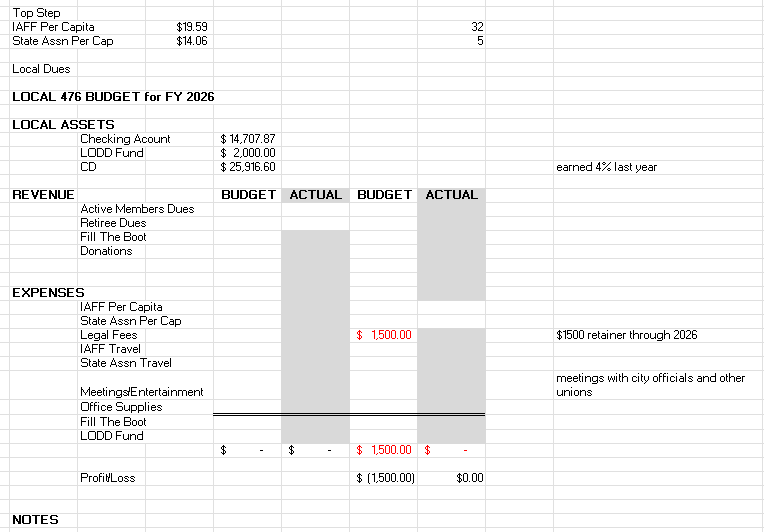 Top Step
IAFF Per Capita $19.59 32
State Assn Per Cap $14.06 5
Local Dues
LOCAL 476 BUDGET for FY 2026
LOCAL ASSETS
Checking Acount $ 14,707.87
LODD Fund $ 2,000.00
CD $ 25,916.60 earned 4% last year
REVENUE BUDGET ACTUAL BUDGET ACTUAL
Active Members Dues
Retiree Dues
Fill The Boot
Donations
EXPENSES
IAFF Per Capita
State Assn Per Cap
Legal Fees $ 1,500.00 $1500 retainer through 2026
IAFF Travel
State Assn Travel
Meetings/Entertainment meetings with city officials and other
unions
Office Supplies
Fill The Boot
LODD Fund
$ - $ - $ 1,500.00 $ -
Profit/Loss $ (1,500.00) $0.00
NOTES